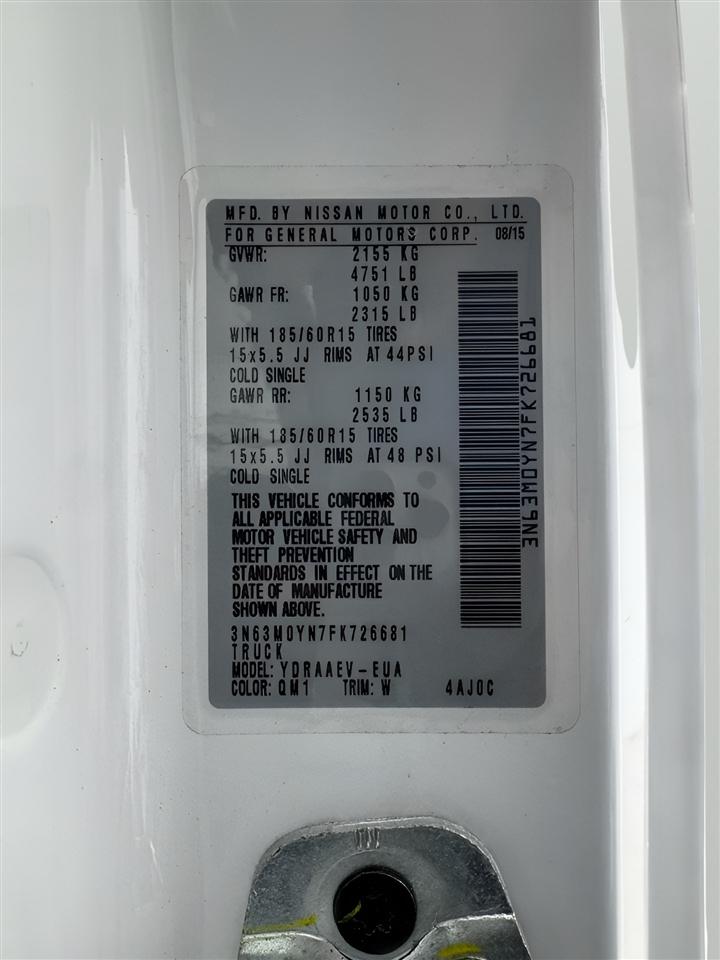 MFD. BY NISSAN MOTOR CO., LTD.
FOR GENERAL MOTORS CORP. 08/15
GVWR: 2155 KG
4751 LB
GAWR FR: 1050 KG
2315 LB
WITH 185/60R15 TIRES
15x5.5 JJ RIMS AT 44PSI
COLD SINGLE
GAWR RR: 1150 KG
2535 LB
WITH 185/60R15 TIRES
15x5.5 JJ RIMS AT 48 PSI
COLD SINGLE
THIS VEHICLE CONFORMS TO
ALL APPLICABLE FEDERAL
MOTOR VEHICLE SAFETY AND
THEFT PREVENTION
STANDARDS IN EFFECT ON THE
DATE OF MANUFACTURE
SHOWN ABOVE.
3N63M0YN7FK726681
TRUCK
MODEL: YDRAAEV-EUA
COLOR: QM1 TRIM: W 4AJ0C
3N63M0YN7FK726681